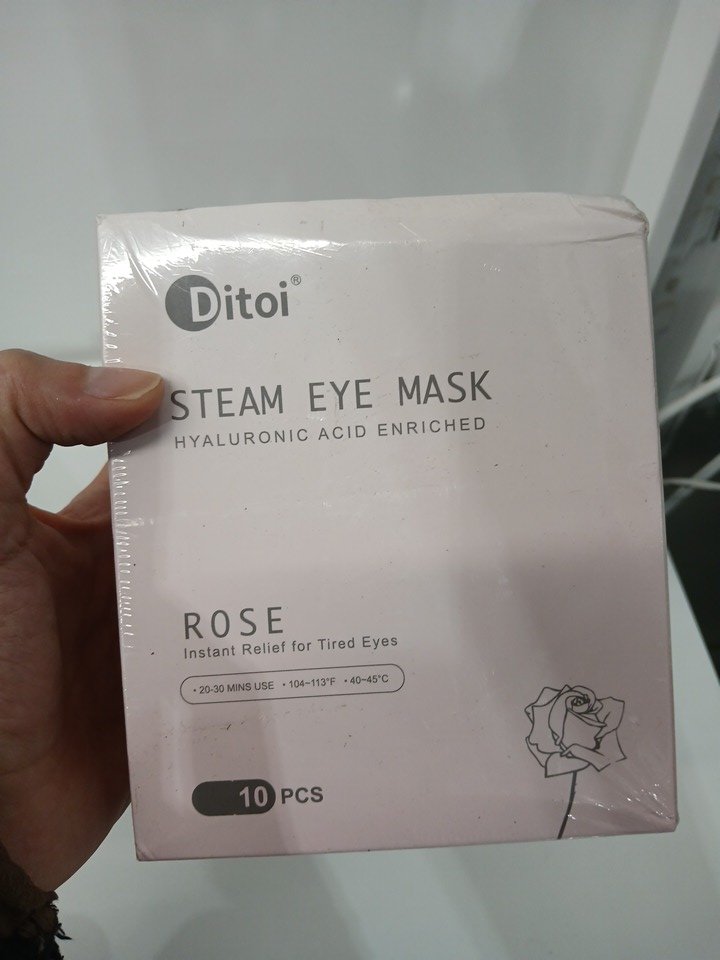 Ditoi®
STEAM EYE MASK
HYALURONIC ACID ENRICHED
ROSE
Instant Relief for Tired Eyes
• 20-30 MINS USE • 104~113°F • 40~45°C
10 PCS